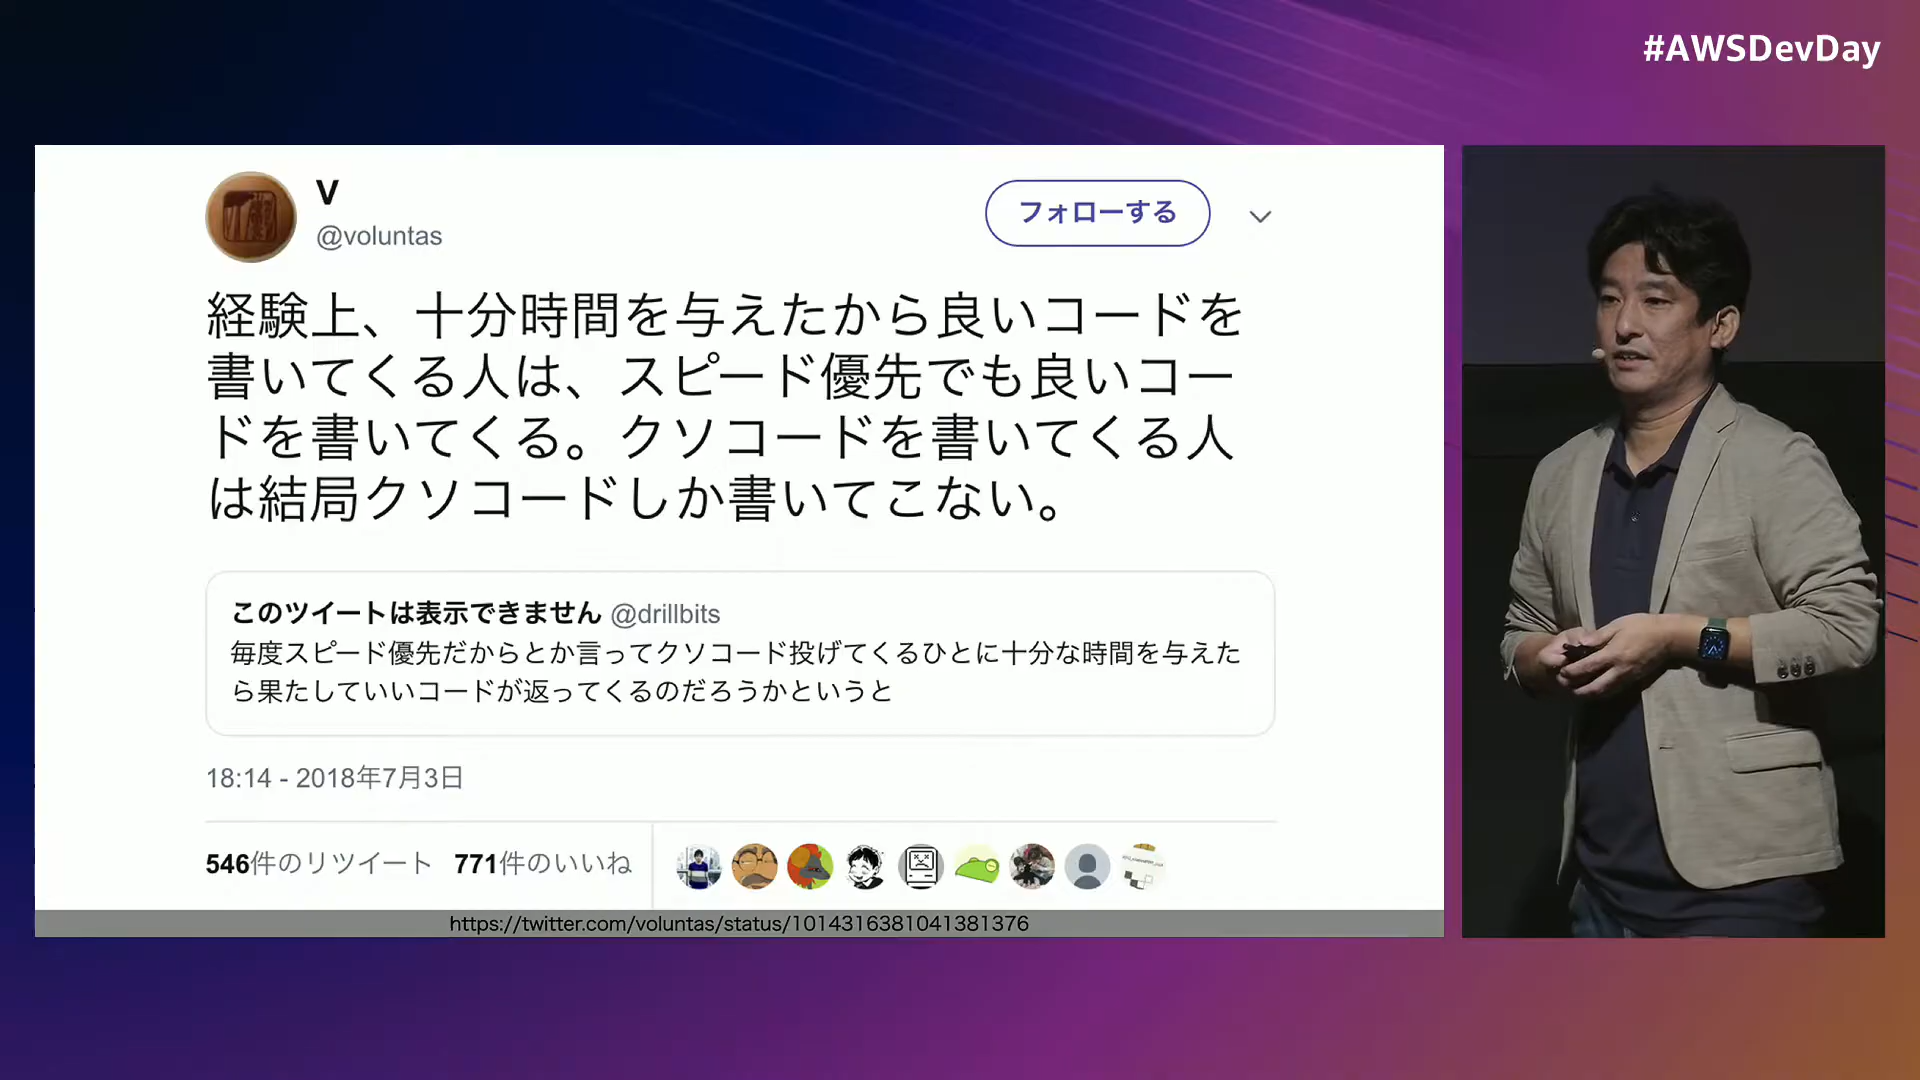 #AWSDevDay
V
@voluntas
フォローする
経験上、十分時間を与えたから良いコードを
書いてくる人は、スピード優先でも良いコー
ドを書いてくる。クソコードを書いてくる人
は結局クソコードしか書いてこない。
このツイートは表示できません @drillbits
毎度スピード優先だからとか言ってクソコード投げてくるひとに十分な時間を与えた
ら果たしていいコードが返ってくるのだろうかというと
18:14 - 2018年7月3日
546件のリツイート 771件のいいね
https://twitter.com/voluntas/status/1014316381041381376